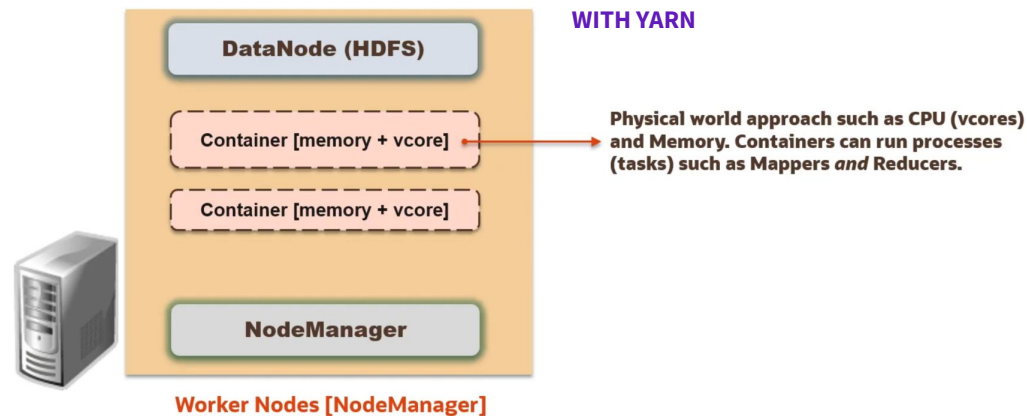 WITH YARN
DataNode (HDFS)
Container [memory + vcore]
Physical world approach such as CPU (vcores)
and Memory. Containers can run processes
(tasks) such as Mappers and Reducers.
Container [memory + vcore]
NodeManager
Worker Nodes [NodeManager]